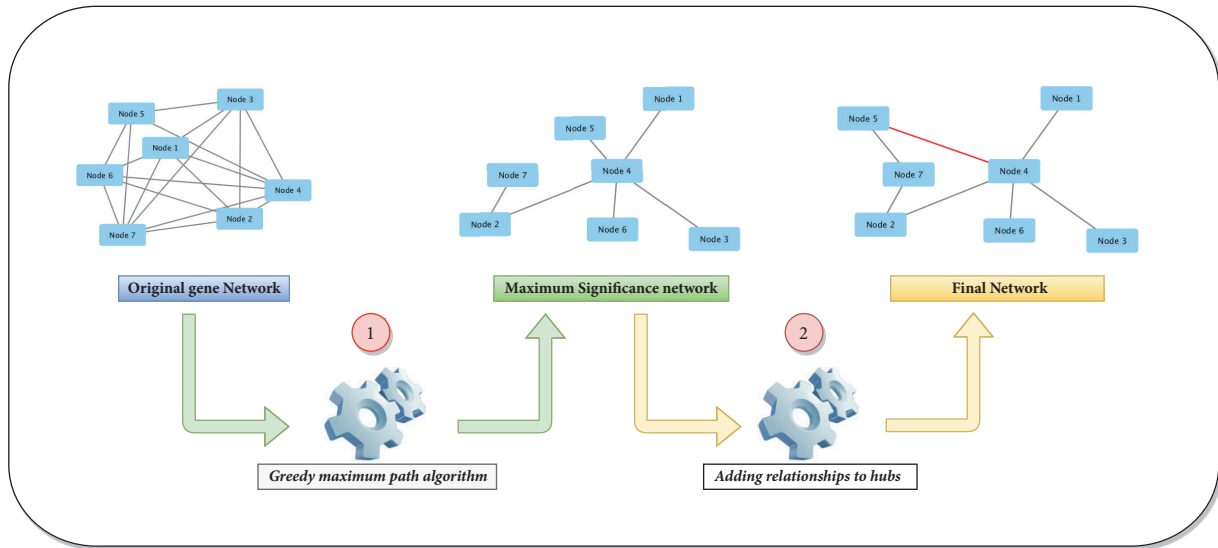 Node 3
Node 5
Node 1
Node 6
Node 4
Node 2
Node 7
Original gene Network
Node 1
Node 5
Node 4
Node 7
Node 2
Node 6
Node 3
Maximum Significance network
Node 1
Node 5
Node 4
Node 7
Node 2
Node 6
Node 3
Final Network
1
Greedy maximum path algorithm
2
Adding relationships to hubs